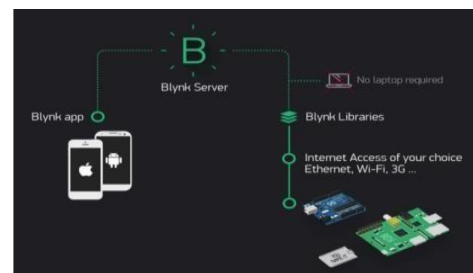 B
Blynk Server
No laptop required
Blynk app
Blynk Libraries
Internet Access of your choice
Ethernet, Wi-Fi, 3G ...